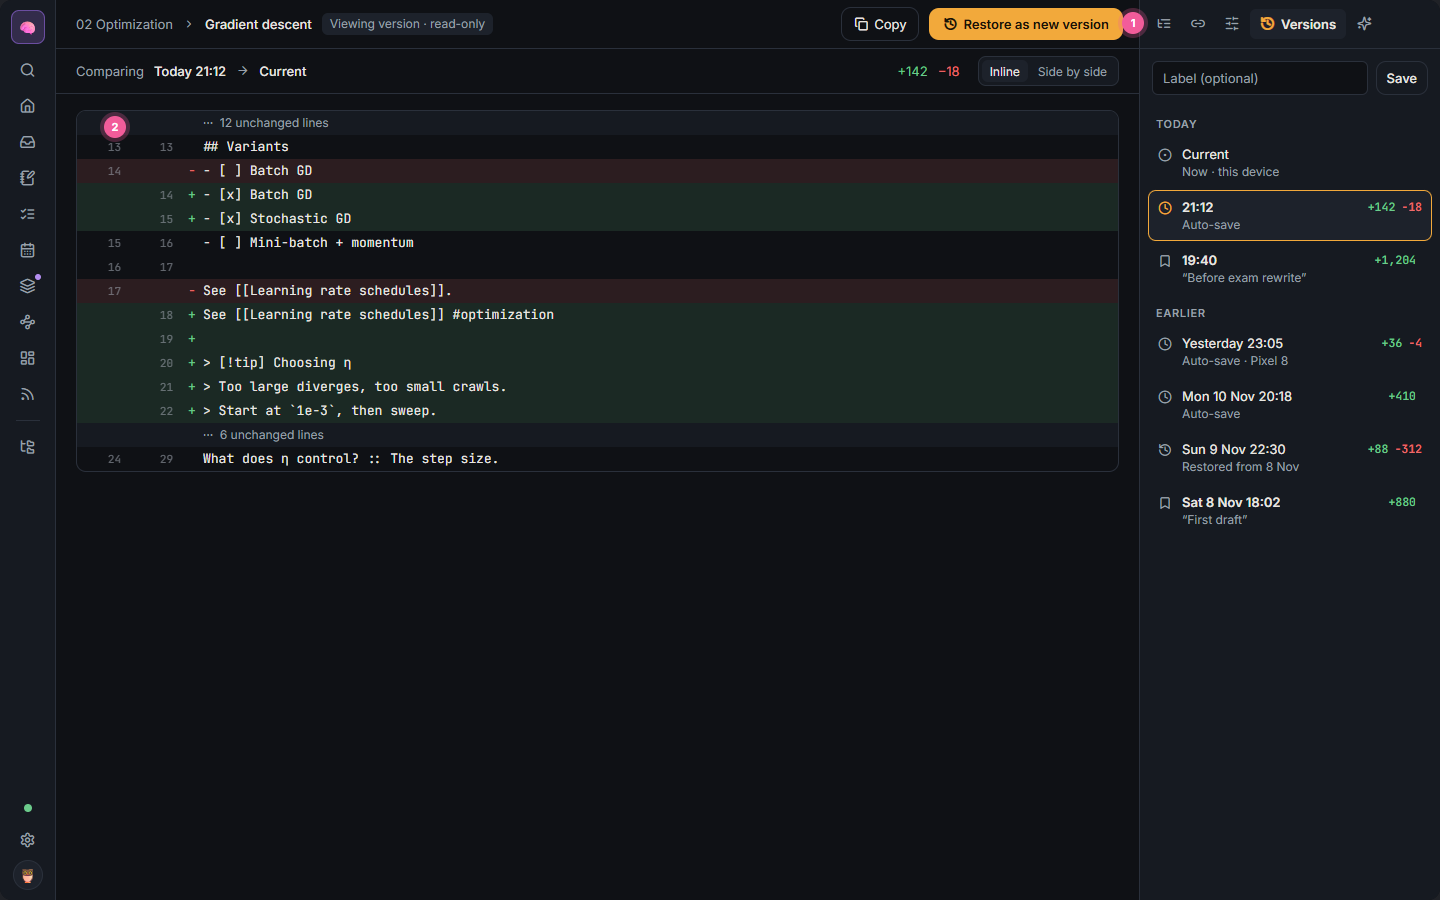 02 Optimization > Gradient descent Viewing version · read-only Copy Restore as new version 1 Versions
Comparing Today 21:12 → Current +142 −18 Inline Side by side
2
··· 12 unchanged lines
13 13 ## Variants
14 - - [ ] Batch GD
14 + - [x] Batch GD
15 + - [x] Stochastic GD
15 16 - [ ] Mini-batch + momentum
16 17
17 - See [[Learning rate schedules]].
18 + See [[Learning rate schedules]] #optimization
19 +
20 + > [!tip] Choosing η
21 + > Too large diverges, too small crawls.
22 + > Start at `1e-3`, then sweep.
··· 6 unchanged lines
24 29 What does η control? :: The step size.
Label (optional) Save
TODAY
Current
Now · this device
21:12 +142 -18
Auto-save
19:40 +1,204
“Before exam rewrite”
EARLIER
Yesterday 23:05 +36 -4
Auto-save · Pixel 8
Mon 10 Nov 20:18 +410
Auto-save
Sun 9 Nov 22:30 +88 -312
Restored from 8 Nov
Sat 8 Nov 18:02 +880
“First draft”